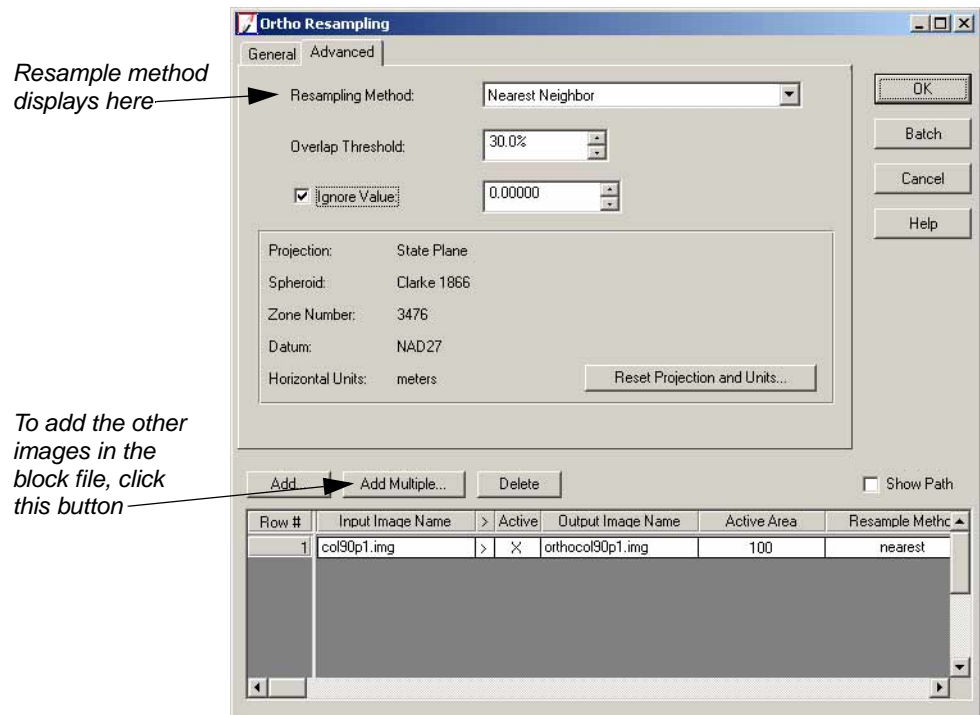 Ortho Resampling
General Advanced
Resample method
displays here
Resampling Method: Nearest Neighbor
OK
Overlap Threshold: 30.0%
Batch
Ignore Value: 0.00000
Cancel
Help
Projection: State Plane
Spheroid: Clarke 1866
Zone Number: 3476
Datum: NAD27
Horizontal Units: meters
Reset Projection and Units...
To add the other
images in the
block file, click
this button
Add... Add Multiple... Delete Show Path
Row # Input Image Name > Active Output Image Name Active Area Resample Metho
1 col90p1.img > X orthocol90p1.img 100 nearest